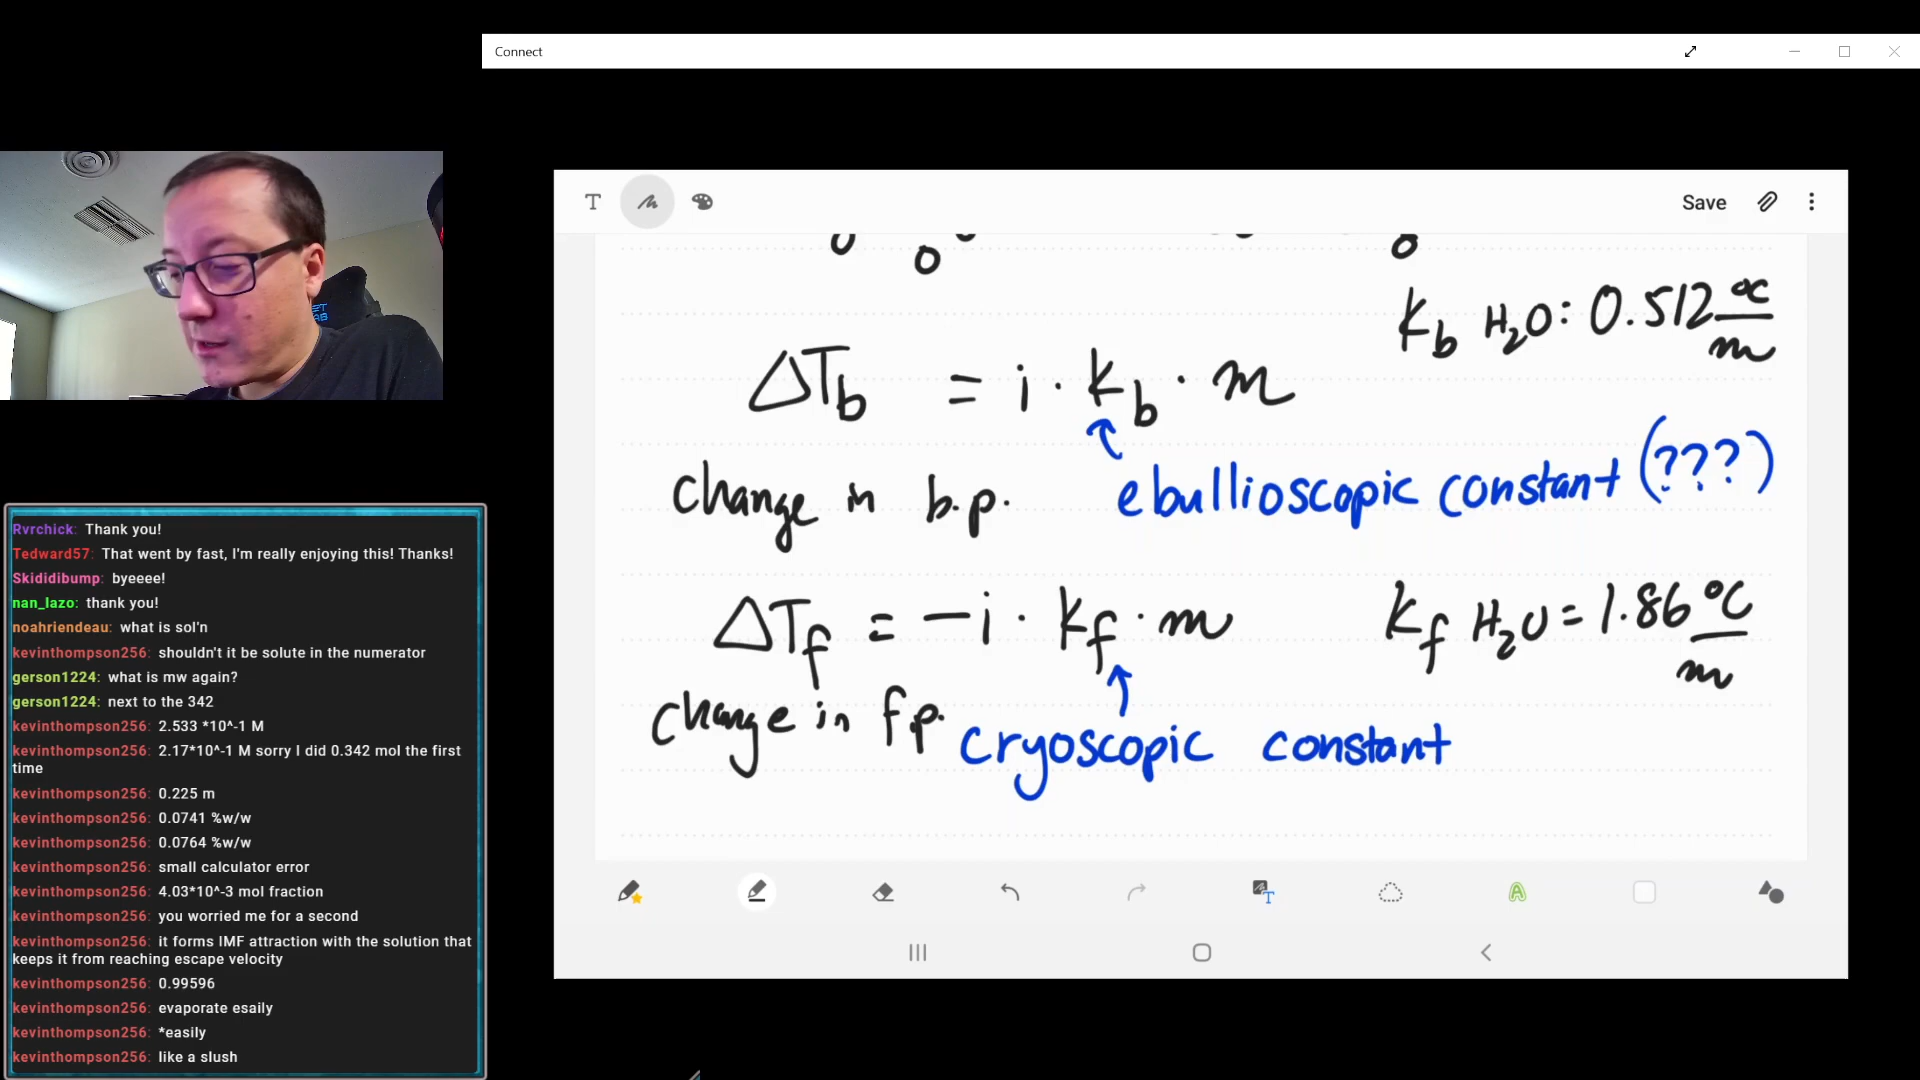 Connect
T
Save
kb H2O: 0.512 °C/m
ΔTb = i · kb · m
ebullioscopic constant (???)
change in b.p.
ΔTf = -i · kf · m
kf H2O = 1.86 °C/m
change in f.p.
cryoscopic constant
Rvrchick: Thank you!
Tedward57: That went by fast, I'm really enjoying this! Thanks!
Skididibump: byeeee!
nan_lazo: thank you!
noahriendeau: what is sol'n
kevinthompson256: shouldn't it be solute in the numerator
gerson1224: what is mw again?
gerson1224: next to the 342
kevinthompson256: 2.533 *10^-1 M
kevinthompson256: 2.17*10^-1 M sorry I did 0.342 mol the first
time
kevinthompson256: 0.225 m
kevinthompson256: 0.0741 %w/w
kevinthompson256: 0.0764 %w/w
kevinthompson256: small calculator error
kevinthompson256: 4.03*10^-3 mol fraction
kevinthompson256: you worried me for a second
kevinthompson256: it forms IMF attraction with the solution that
keeps it from reaching escape velocity
kevinthompson256: 0.99596
kevinthompson256: evaporate esaily
kevinthompson256: *easily
kevinthompson256: like a slush